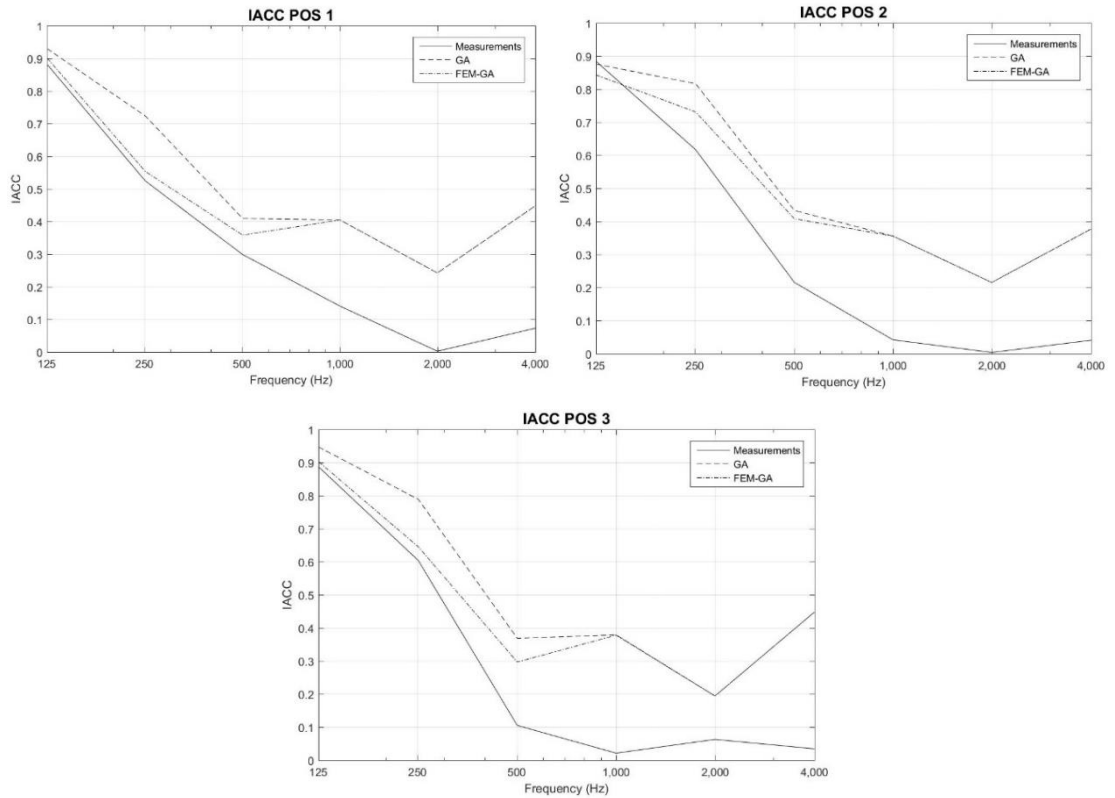 IACC POS 1
1
0.9
0.8
0.7
0.6
0.5
0.4
0.3
0.2
0.1
0
IACC
125
250
500
1,000
2,000
4,000
Frequency (Hz)
Measurements
GA
FEM-GA
IACC POS 2
1
0.9
0.8
0.7
0.6
0.5
0.4
0.3
0.2
0.1
0
IACC
125
250
500
1,000
2,000
4,000
Frequency (Hz)
Measurements
GA
FEM-GA
IACC POS 3
1
0.9
0.8
0.7
0.6
0.5
0.4
0.3
0.2
0.1
0
IACC
125
250
500
1,000
2,000
4,000
Frequency (Hz)
Measurements
GA
FEM-GA